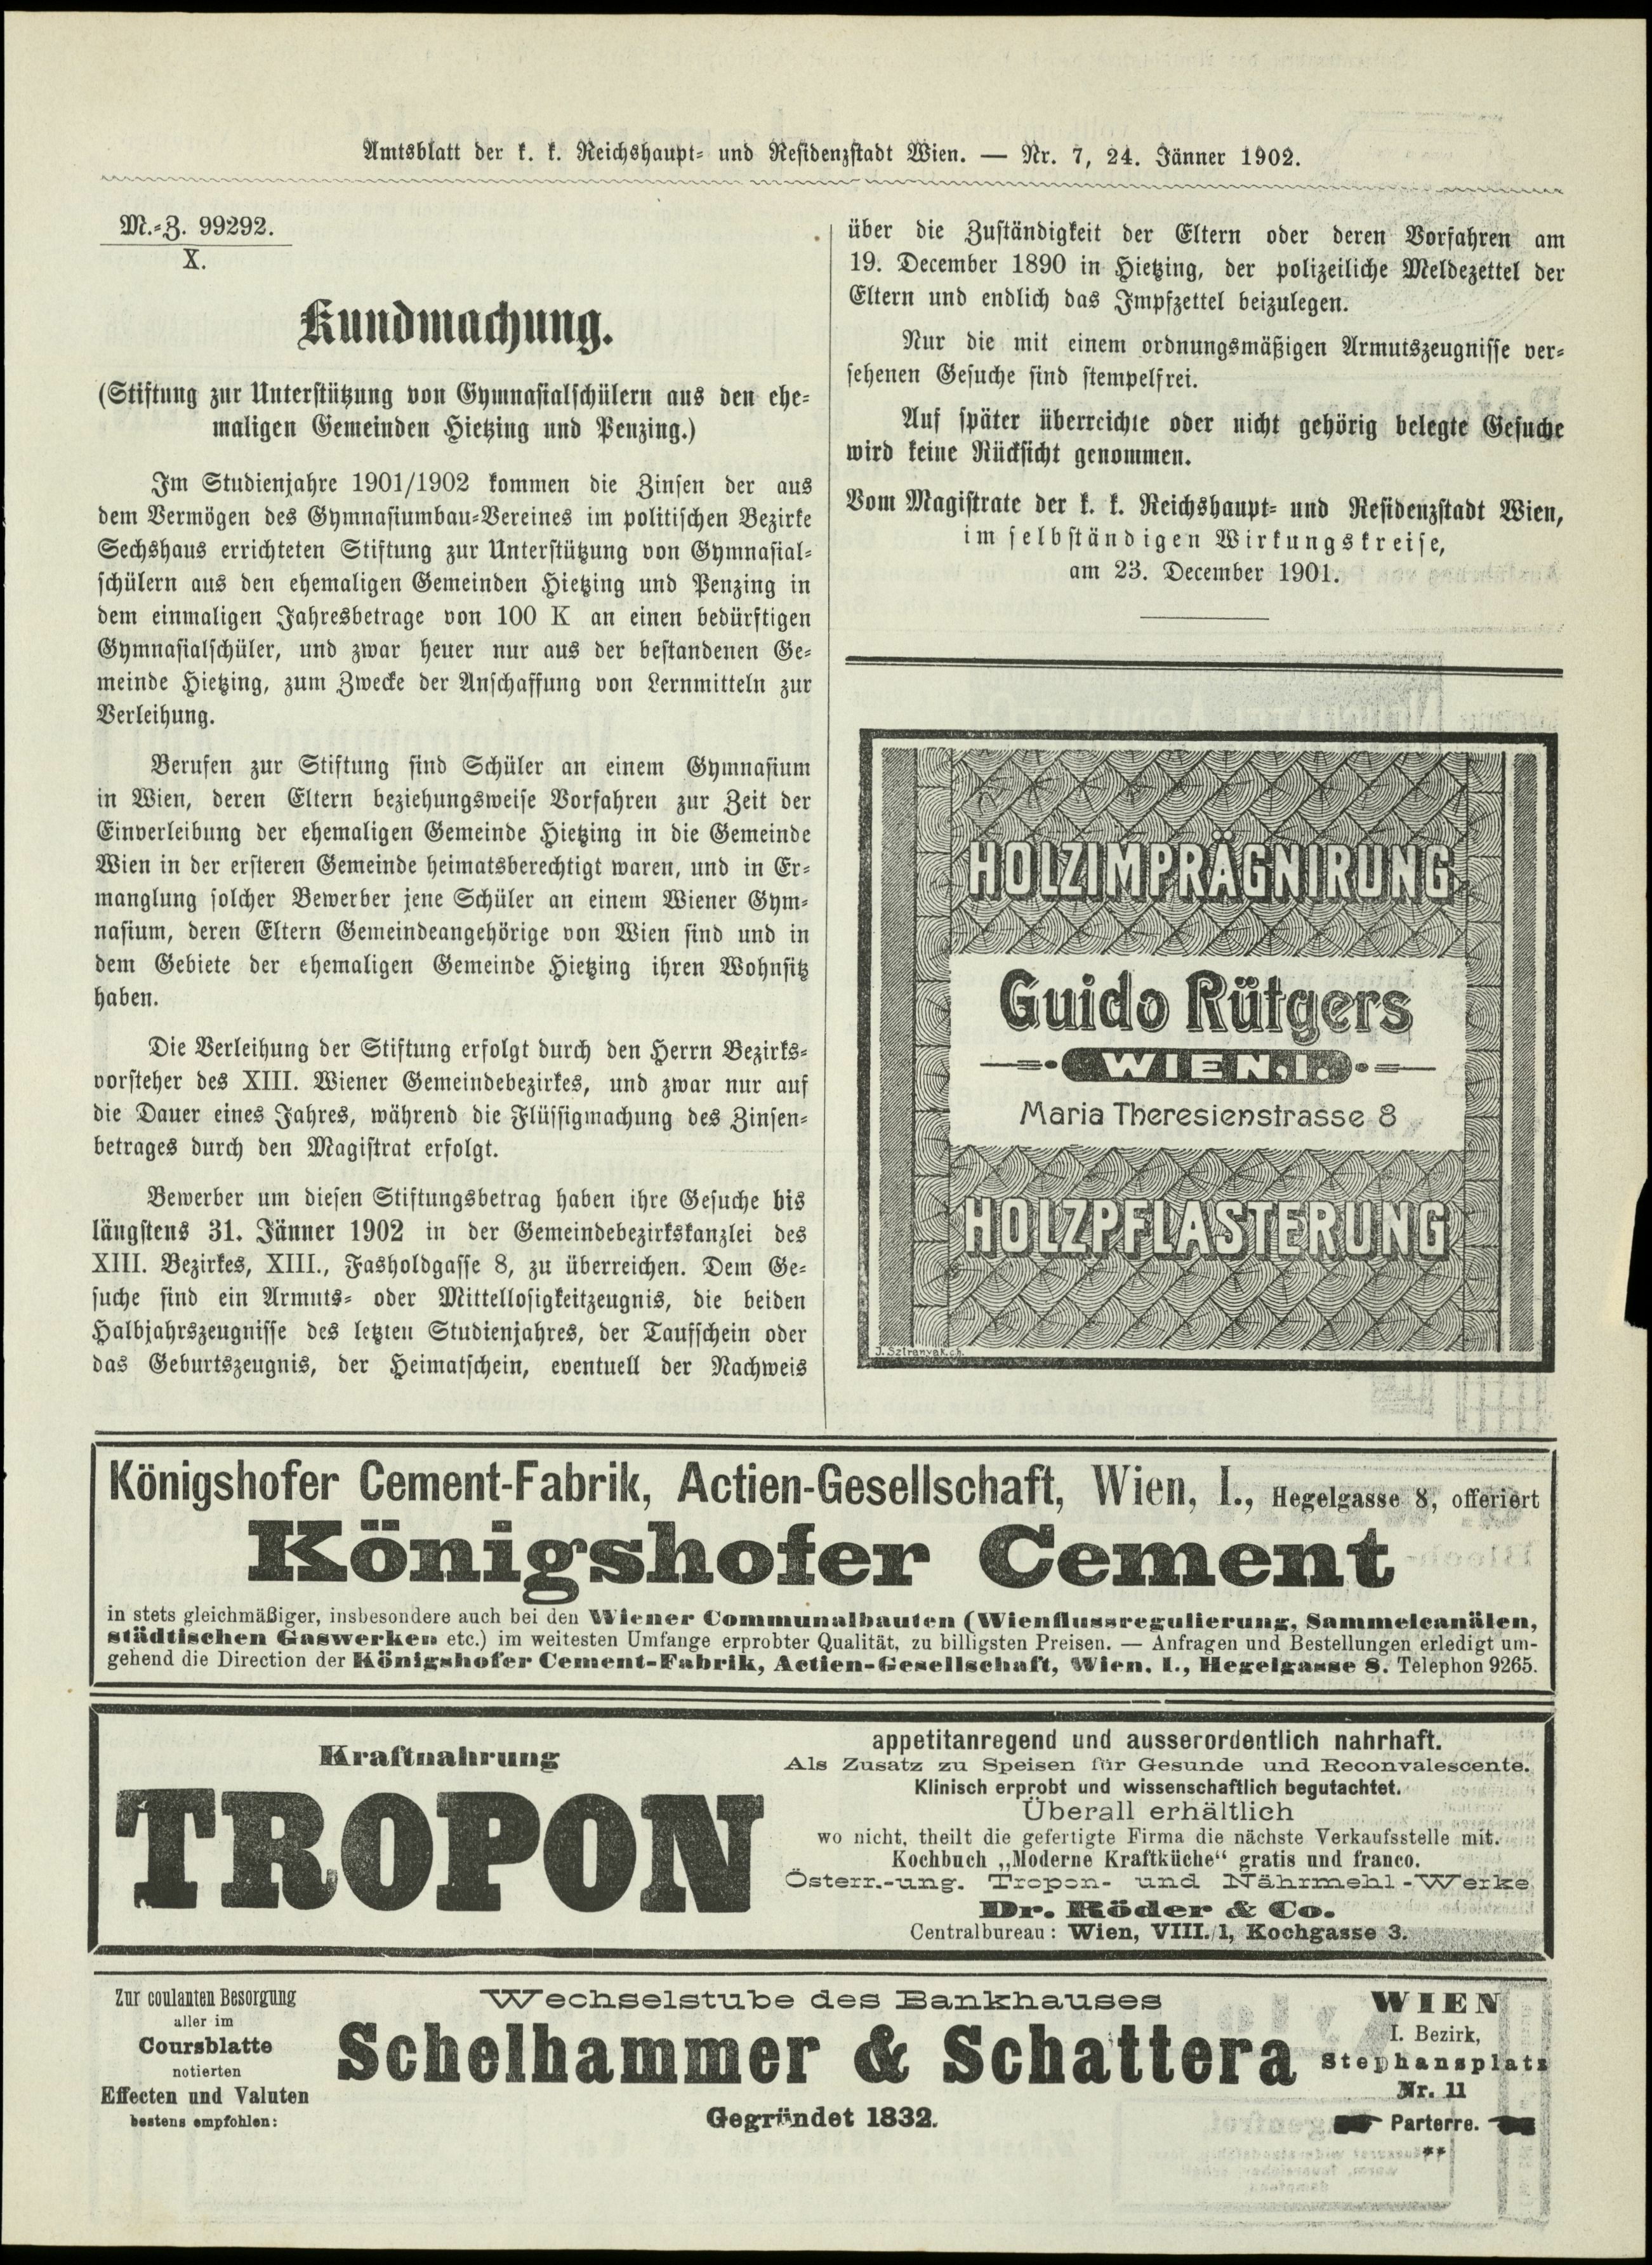 Amtsblatt der k. k. Reichshaupt- und Residenzstadt Wien. — Nr. 7, 24. Jänner 1902.
M.-Z. 99292.
X.
Kundmachung.
(Stiftung zur Unterstützung von Gymnasialschülern aus den ehe-
maligen Gemeinden Hietzing und Penzing.)
Im Studienjahre 1901/1902 kommen die Zinsen der aus
dem Vermögen des Gymnasiumbau-Vereines im politischen Bezirke
Sechshaus errichteten Stiftung zur Unterstützung von Gymnasial-
schülern aus den ehemaligen Gemeinden Hietzing und Penzing in
dem einmaligen Jahresbetrage von 100 K an einen bedürftigen
Gymnasialschüler, und zwar heuer nur aus der bestandenen Ge-
meinde Hietzing, zum Zwecke der Anschaffung von Lernmitteln zur
Verleihung.
Berufen zur Stiftung sind Schüler an einem Gymnasium
in Wien, deren Eltern beziehungsweise Vorfahren zur Zeit der
Einverleibung der ehemaligen Gemeinde Hietzing in die Gemeinde
Wien in der ersteren Gemeinde heimatsberechtigt waren, und in Er-
manglung solcher Bewerber jene Schüler an einem Wiener Gym-
nasium, deren Eltern Gemeindeangehörige von Wien sind und in
dem Gebiete der ehemaligen Gemeinde Hietzing ihren Wohnsitz
haben.
Die Verleihung der Stiftung erfolgt durch den Herrn Bezirks-
vorsteher des XIII. Wiener Gemeindebezirkes, und zwar nur auf
die Dauer eines Jahres, während die Flüssigmachung des Zinsen-
betrages durch den Magistrat erfolgt.
Bewerber um diesen Stiftungsbetrag haben ihre Gesuche bis
längstens 31. Jänner 1902 in der Gemeindebezirkskanzlei des
XIII. Bezirkes, XIII., Fasholdgasse 8, zu überreichen. Dem Ge-
suche sind ein Armuts- oder Mittellosigkeitzeugnis, die beiden
Halbjahrszeugnisse des letzten Studienjahres, der Taufschein oder
das Geburtszeugnis, der Heimatschein, eventuell der Nachweis
über die Zuständigkeit der Eltern oder deren Vorfahren am
19. December 1890 in Hietzing, der polizeiliche Meldezettel der
Eltern und endlich das Impfzettel beizulegen.
Nur die mit einem ordnungsmäßigen Armutszeugnisse ver-
sehenen Gesuche sind stempelfrei.
Auf später überreichte oder nicht gehörig belegte Gesuche
wird keine Rücksicht genommen.
Vom Magistrate der k. k. Reichshaupt- und Residenzstadt Wien,
im selbständigen Wirkungskreise,
am 23. December 1901.
HOLZIMPRÄGNIRUNG
Guido Rütgers
WIEN.I.
Maria Theresienstrasse 8
HOLZPFLASTERUNG
J. Sztranyak.ch.
Königshofer Cement-Fabrik, Actien-Gesellschaft, Wien, I., Hegelgasse 8, offeriert
Königshofer Cement
in stets gleichmäßiger, insbesondere auch bei den Wiener Communalbauten (Wienflussregulierung, Sammelcanälen,
städtischen Gaswerken etc.) im weitesten Umfange erprobter Qualität, zu billigsten Preisen. — Anfragen und Bestellungen erledigt um-
gehend die Direction der Königshofer Cement-Fabrik, Actien-Gesellschaft, Wien, I., Hegelgasse 8. Telephon 9265.
Kraftnahrung
TROPON
appetitanregend und ausserordentlich nahrhaft.
Als Zusatz zu Speisen für Gesunde und Reconvalescente.
Klinisch erprobt und wissenschaftlich begutachtet.
Überall erhältlich
wo nicht, theilt die gefertigte Firma die nächste Verkaufsstelle mit.
Kochbuch „Moderne Kraftküche“ gratis und franco.
Österr.-ung. Tropon- und Nährmehl-Werke
Dr. Röder & Co.
Centralbureau: Wien, VIII./1, Kochgasse 3.
Zur coulanten Besorgung
aller im
Coursblatte
notierten
Effecten und Valuten
bestens empfohlen:
Wechselstube des Bankhauses
Schelhammer & Schattera
Gegründet 1832.
WIEN
I. Bezirk,
Stephansplatz
Nr. 11
Parterre.
**